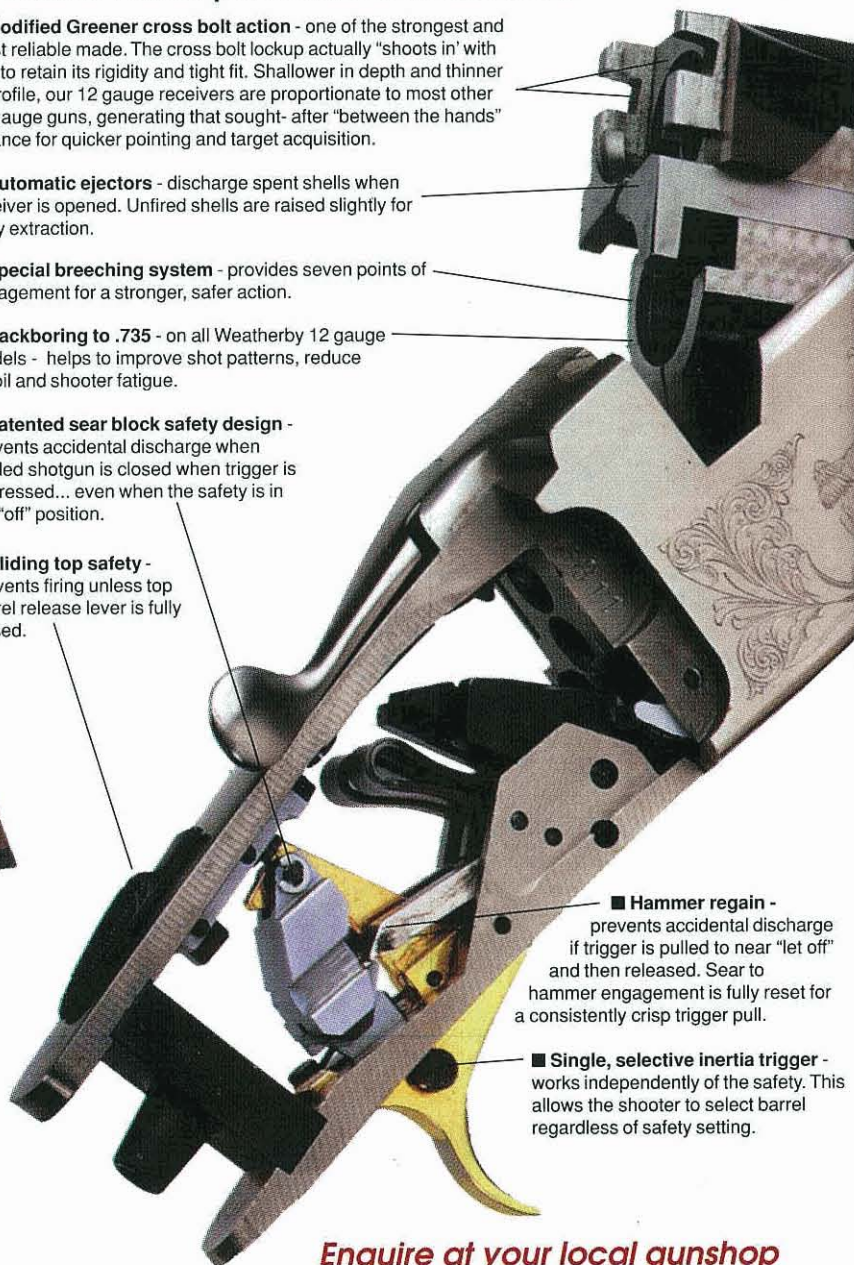 odified Greener cross bolt action - one of the strongest and
t reliable made. The cross bolt lockup actually "shoots in' with
to retain its rigidity and tight fit. Shallower in depth and thinner
rofile, our 12 gauge receivers are proportionate to most other
auge guns, generating that sought- after "between the hands"
ance for quicker pointing and target acquisition.
utomatic ejectors - discharge spent shells when
eiver is opened. Unfired shells are raised slightly for
y extraction.
pecial breeching system - provides seven points of
agement for a stronger, safer action.
ackboring to .735 - on all Weatherby 12 gauge
dels - helps to improve shot patterns, reduce
oil and shooter fatigue.
atented sear block safety design -
vents accidental discharge when
ded shotgun is closed when trigger is
ressed... even when the safety is in
"off" position.
liding top safety -
vents firing unless top
rel release lever is fully
sed.
■ Hammer regain -
prevents accidental discharge
if trigger is pulled to near "let off"
and then released. Sear to
hammer engagement is fully reset for
a consistently crisp trigger pull.
■ Single, selective inertia trigger -
works independently of the safety. This
allows the shooter to select barrel
regardless of safety setting.
Enquire at your local gunshop